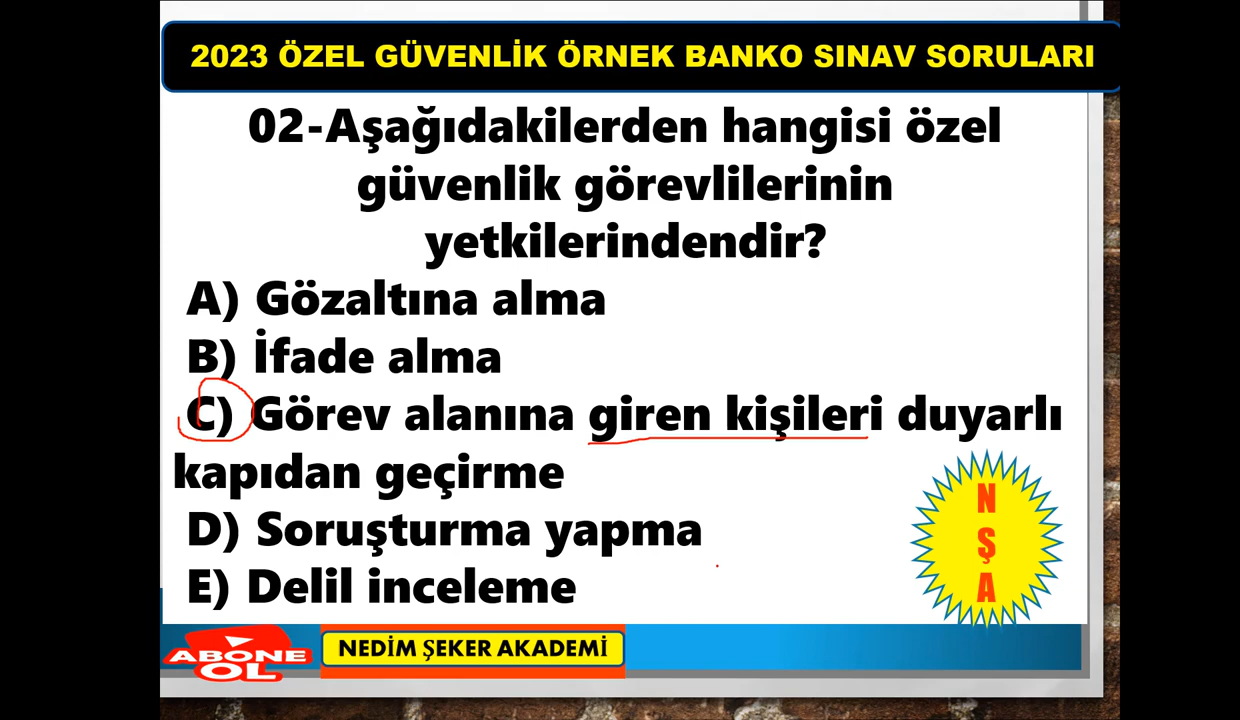 2023 ÖZEL GÜVENLİK ÖRNEK BANKO SINAV SORULARI
02-Aşağıdakilerden hangisi özel
güvenlik görevlilerinin
yetkilerindendir?
A) Gözaltına alma
B) İfade alma
C) Görev alanına giren kişileri duyarlı
kapıdan geçirme
D) Soruşturma yapma
E) Delil inceleme
N
Ş
A
ABONE
OL
NEDİM ŞEKER AKADEMİ